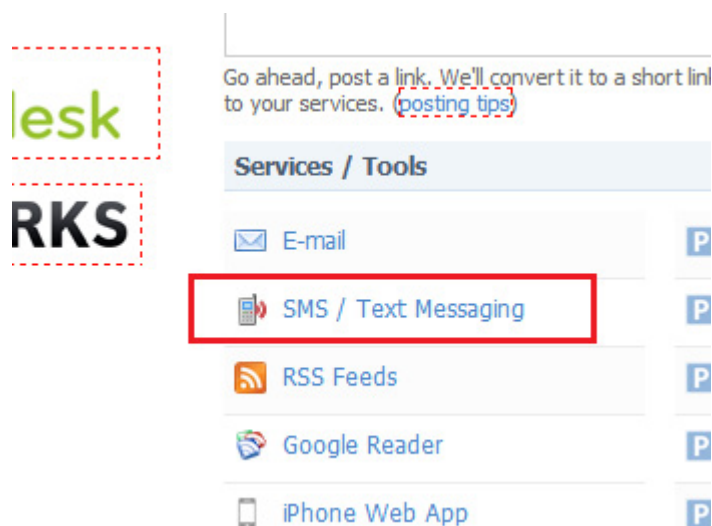 Go ahead, post a link. We'll convert it to a short link
to your services. (posting tips)
desk
RKS
Services / Tools
E-mail
P
SMS / Text Messaging
P
RSS Feeds
P
Google Reader
P
iPhone Web App
P